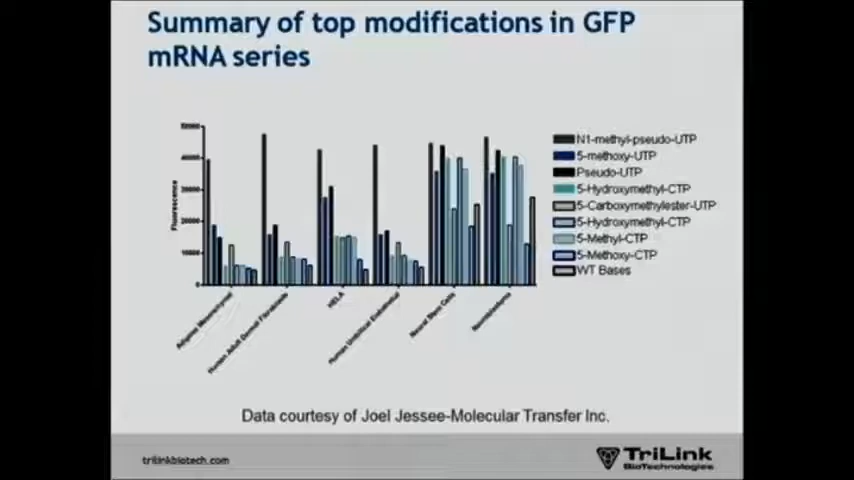 Summary of top modifications in GFP
mRNA series
50000
40000
30000
20000
10000
0
Fluorescence
Adipose Mesenchymal
Human Adult Dermal Fibroblasts
HELA
Human Umbilical Endothelial
Neural Stem Cells
N1-methyl-pseudo-UTP
5-methoxy-UTP
Pseudo-UTP
5-Hydroxymethyl-CTP
5-Carboxymethylester-UTP
5-Hydroxymethyl-CTP
5-Methyl-CTP
5-Methoxy-CTP
WT Bases
Data courtesy of Joel Jessee-Molecular Transfer Inc.
trilinkbiotech.com
TriLink
BioTechnologies